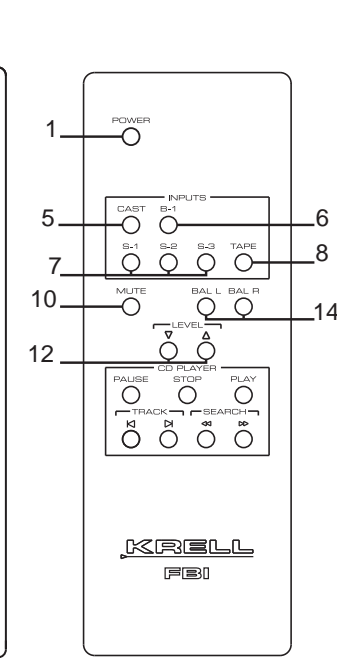 POWER
1
INPUTS
CAST B-1
5 6
S-1 S-2 S-3 TAPE
7 8
MUTE BAL L BAL R
10 14
LEVEL
12
CD PLAYER
PAUSE STOP PLAY
TRACK SEARCH
KRELL
FBI